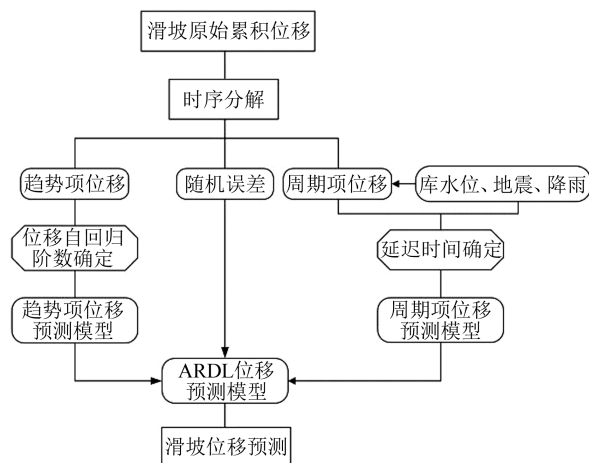 滑坡原始累积位移
时序分解
趋势项位移
随机误差
周期项位移
库水位、地震、降雨
位移自回归
阶数确定
延迟时间确定
趋势项位移
预测模型
周期项位移
预测模型
ARDL位移
预测模型
滑坡位移预测